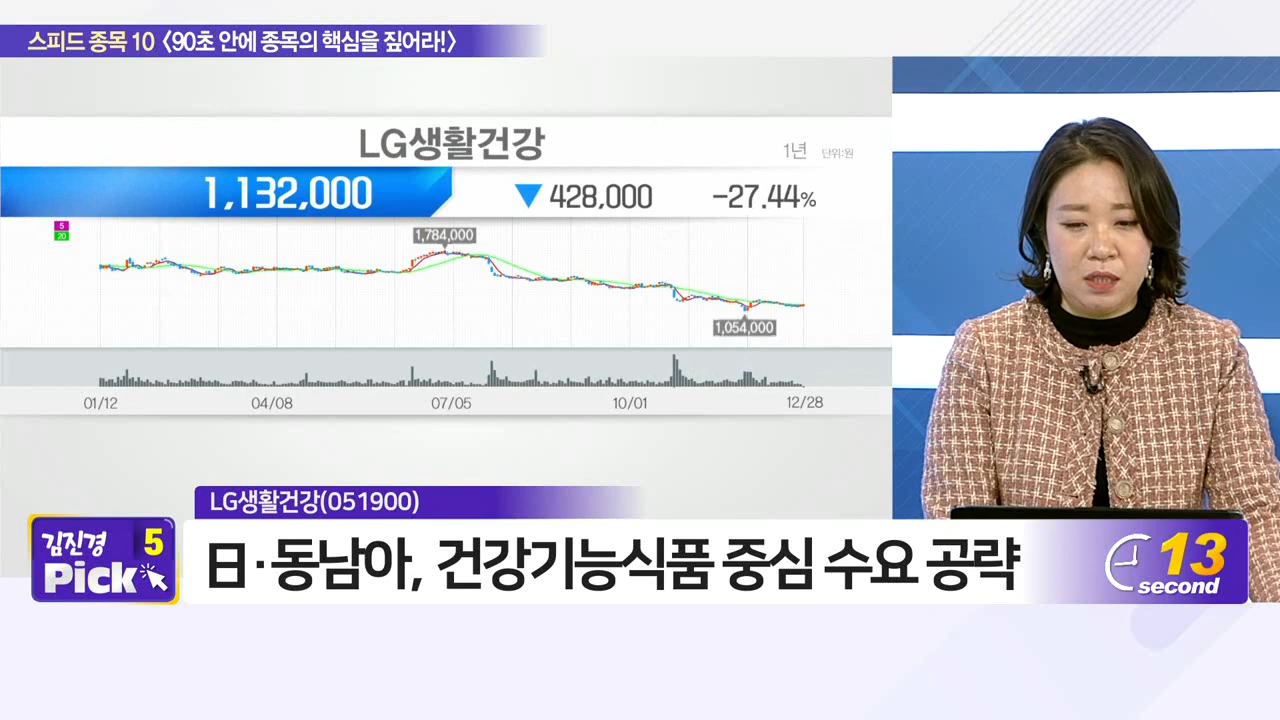 스피드 종목 10 <90초 안에 종목의 핵심을 짚어라!>
LG생활건강
1년 단위:원
1,132,000 ▼ 428,000 -27.44%
5
20
1,784,000
1,054,000
01/12 04/08 07/05 10/01 12/28
LG생활건강(051900)
김진경 5
Pick
日·동남아, 건강기능식품 중심 수요 공략
13
second